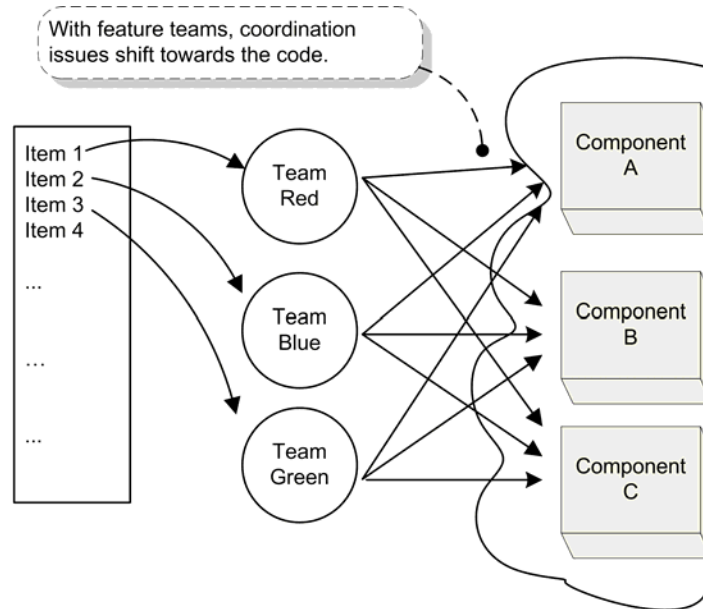 With feature teams, coordination
issues shift towards the code.
Item 1
Item 2
Item 3
Item 4
...
...
...
Team
Red
Team
Blue
Team
Green
Component
A
Component
B
Component
C